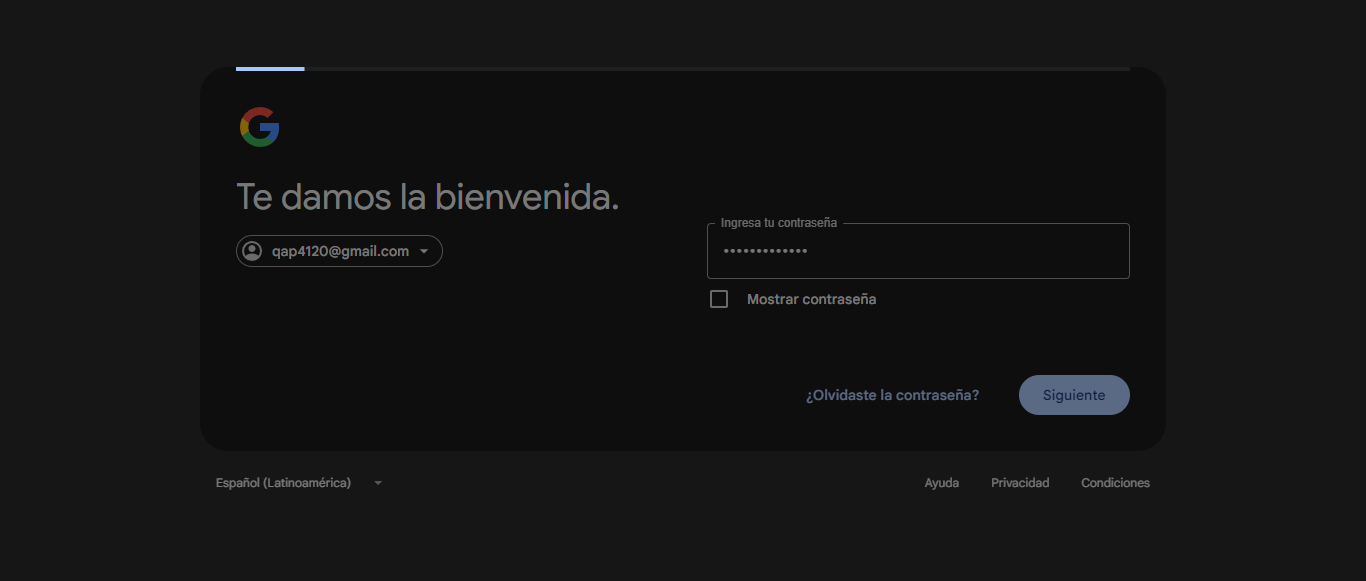 Te damos la bienvenida.
qap4120@gmail.com
Ingresa tu contraseña
•••••••••••••
Mostrar contraseña
¿Olvidaste la contraseña?
Siguiente
Español (Latinoamérica)
Ayuda
Privacidad
Condiciones